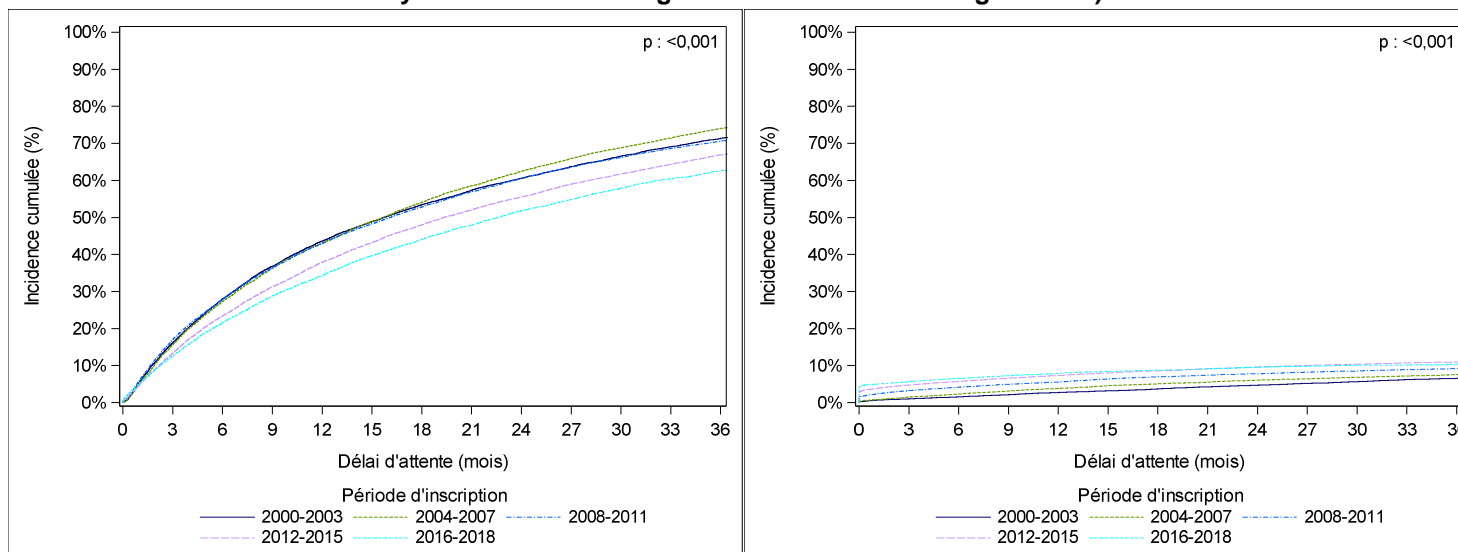 100%
90%
80%
70%
60%
50%
40%
30%
20%
10%
0%
Incidence cumulée (%)
p : <0,001
0 3 6 9 12 15 18 21 24 27 30 33 36
Délai d'attente (mois)
Période d'inscription
2000-2003 2004-2007 2008-2011
2012-2015 2016-2018
100%
90%
80%
70%
60%
50%
40%
30%
20%
10%
0%
Incidence cumulée (%)
p : <0,001
0 3 6 9 12 15 18 21 24 27 30 33
Délai d'attente (mois)
Période d'inscription
2000-2003 2004-2007 2008-2011
2012-2015 2016-2018